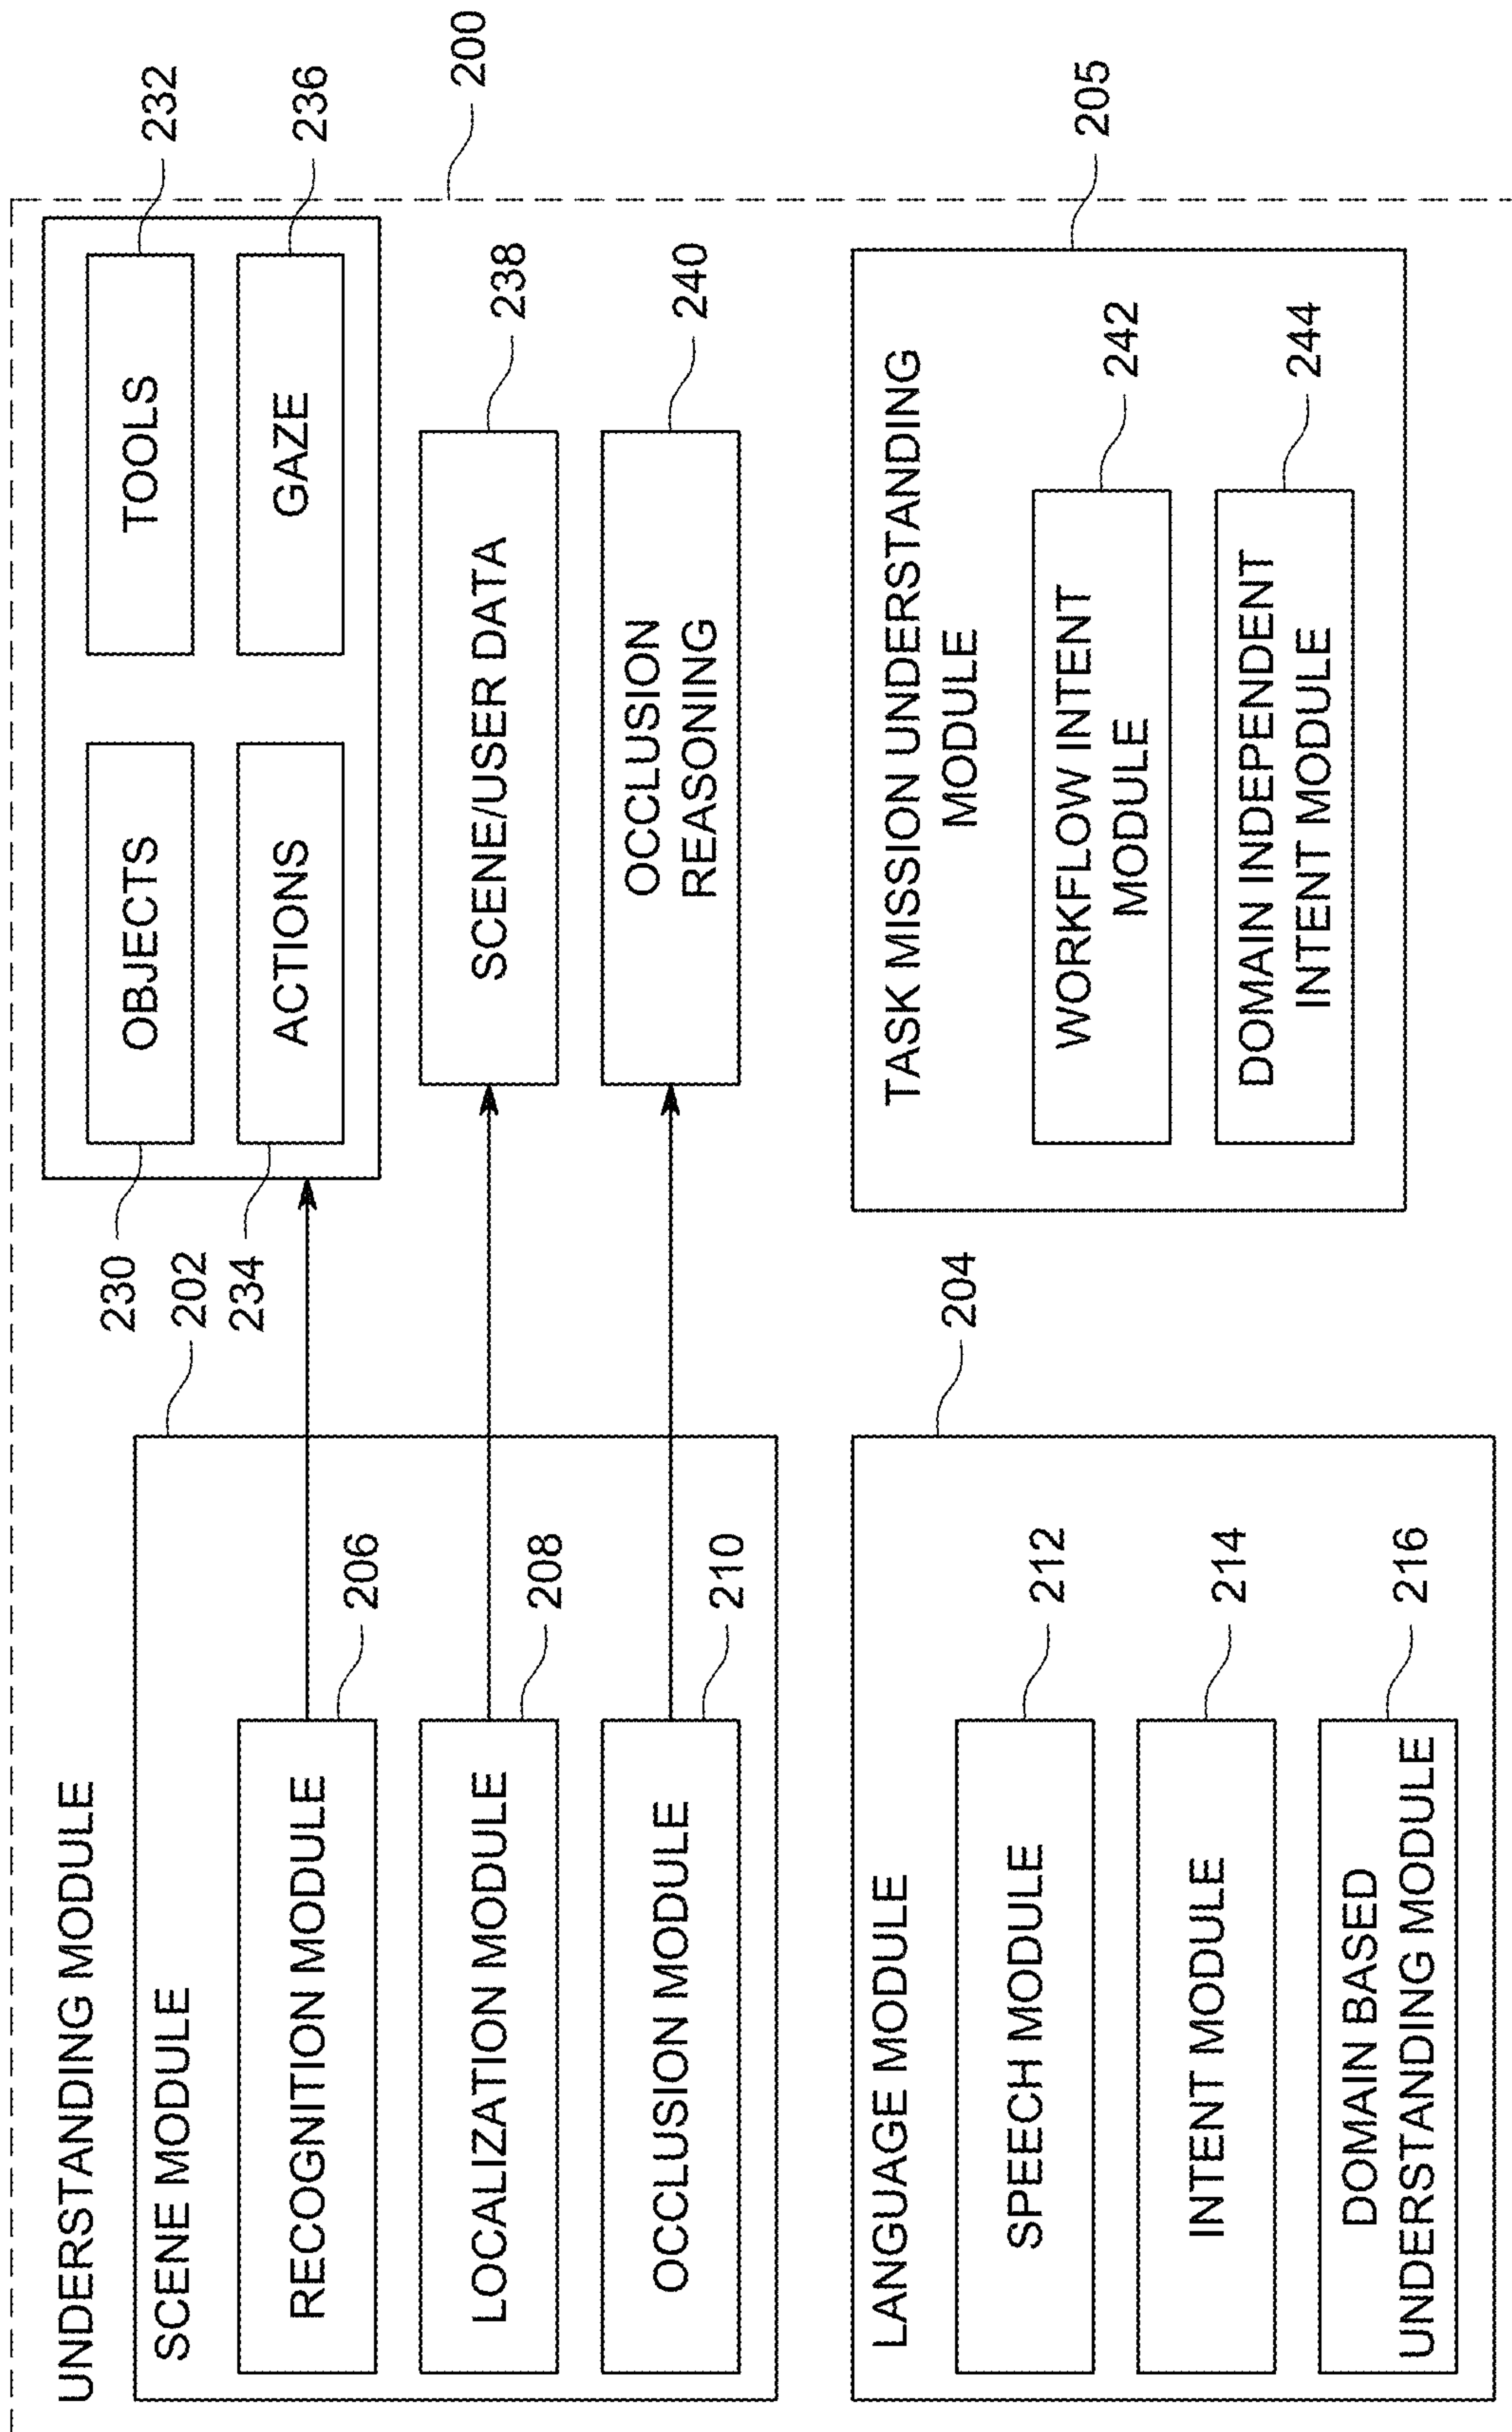 UNDERSTANDING MODULE
200
SCENE MODULE
202
RECOGNITION MODULE
206
LOCALIZATION MODULE
208
OCCLUSION MODULE
210
OBJECTS
230
TOOLS
232
ACTIONS
234
GAZE
236
SCENE/USER DATA
238
OCCLUSION
REASONING
240
LANGUAGE MODULE
204
SPEECH MODULE
212
INTENT MODULE
214
DOMAIN BASED
UNDERSTANDING MODULE
216
TASK MISSION UNDERSTANDING
MODULE
205
WORKFLOW INTENT
MODULE
242
DOMAIN INDEPENDENT
INTENT MODULE
244